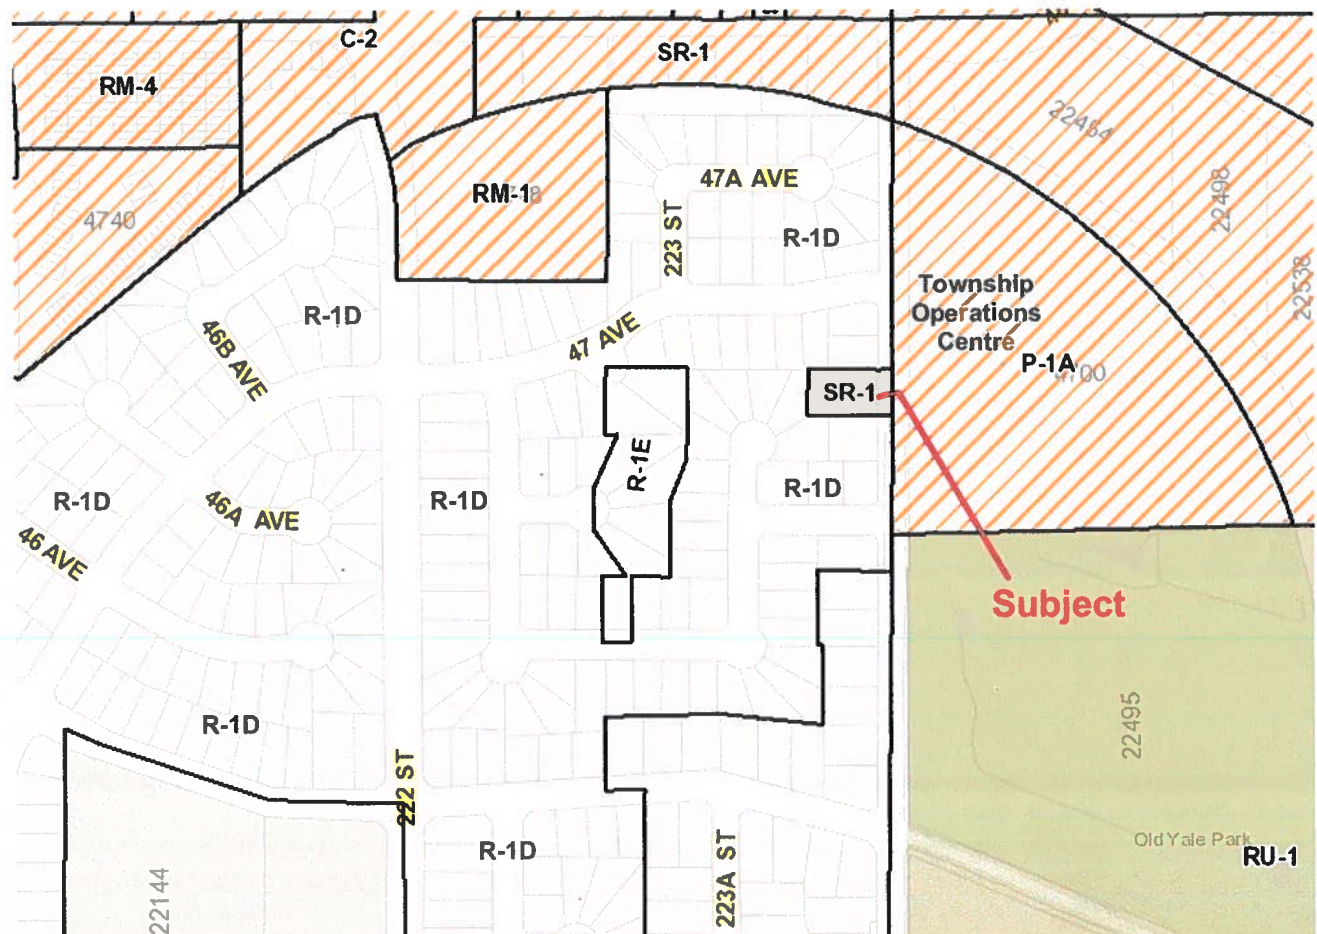 C-2
SR-1
RM-4
22454
47A AVE
RM-1
22498
4740
223 ST
R-1D
Township
Operations
Centre
22538
R-1D
46B AVE
47 AVE
P-1A
4700
SR-1
R-1E
R-1D
46A AVE
R-1D
R-1D
46 AVE
Subject
R-1D
22495
222 ST
Old Yale Park
RU-1
R-1D
223A ST
22144